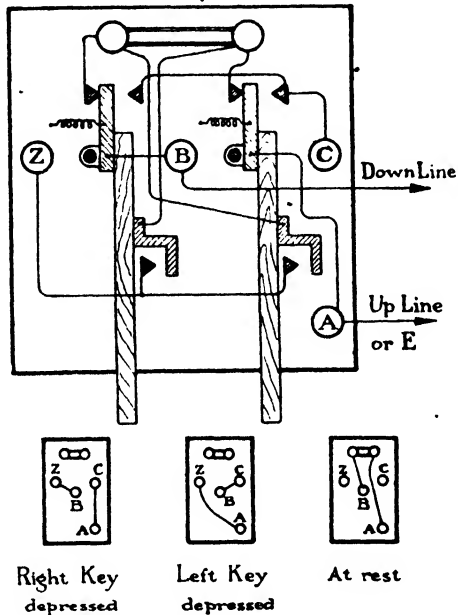 Z
B
C
Down Line
A
Up Line
or E
Z
C
B
A
Z
C
B
A
Z
C
B
A
Right Key
depressed
Left Key
depressed
At rest